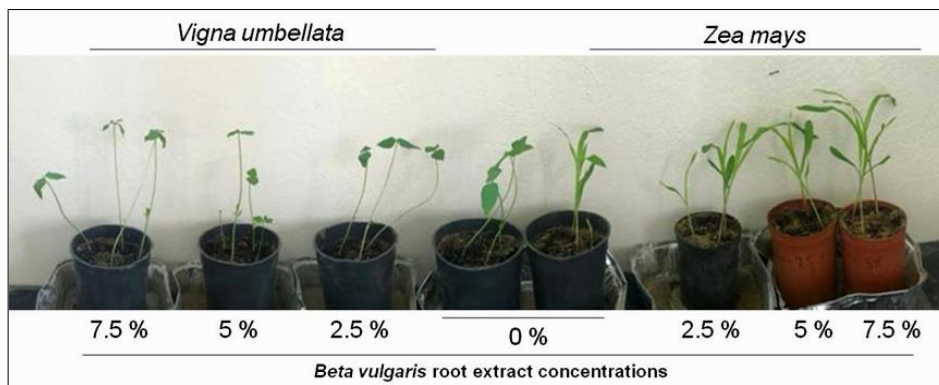 Vigna umbellata Zea mays
7.5 % 5 % 2.5 % 0 % 2.5 % 5 % 7.5 %
Beta vulgaris root extract concentrations